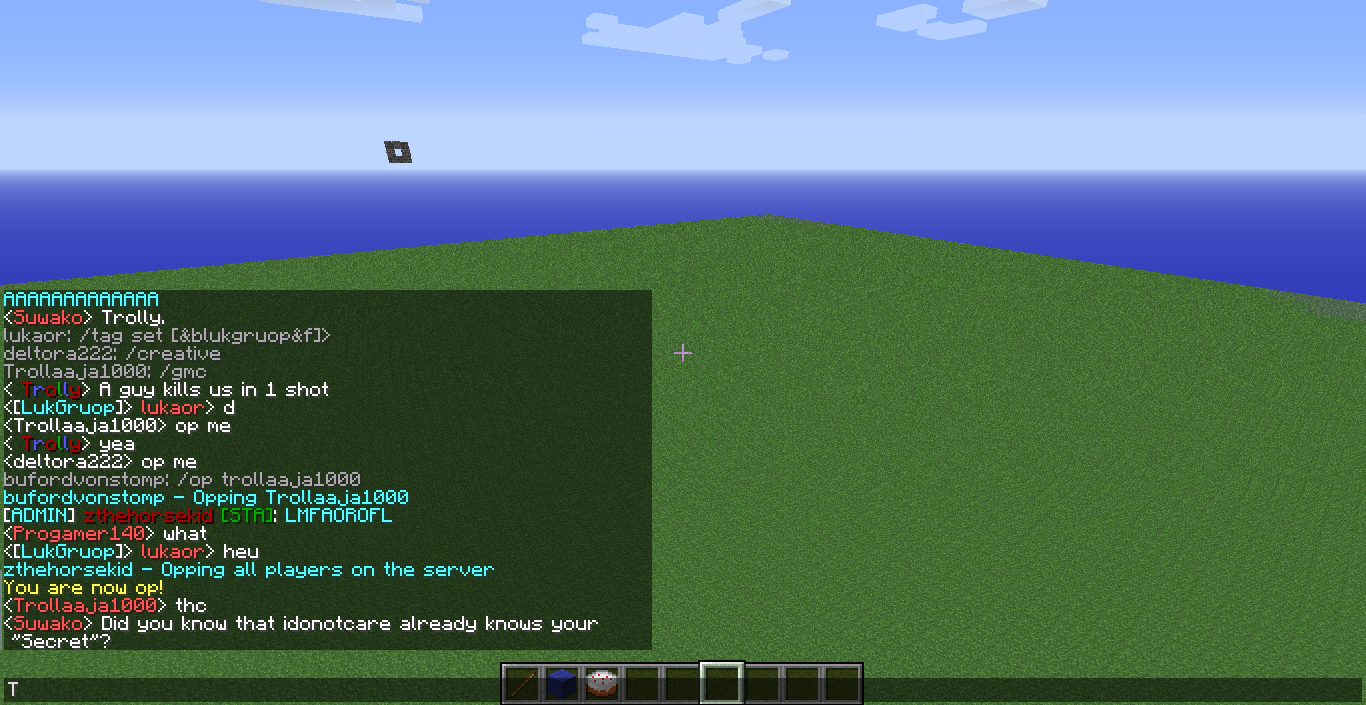 AAAAAAAAAAAAA
<Suwako> Trolly.
lukaor: /tag set [&blukgruop&f]>
deltora222: /creative
Trollaaja1000: /gmc
< Trolly> A guy kills us in 1 shot
<[LukGruop]> lukaor> d
<Trollaaja1000> op me
< Trolly> yea
<deltora222> op me
bufordvonstomp: /op trollaaja1000
bufordvonstomp - Opping Trollaaja1000
[ADMIN] zthehorsekid [STA]: LMFAOROFL
<Progamer140> what
<[LukGruop]> lukaor> heu
zthehorsekid - Opping all players on the server
You are now op!
<Trollaaja1000> thc
<Suwako> Did you know that idonotcare already knows your
"Secret"?
T